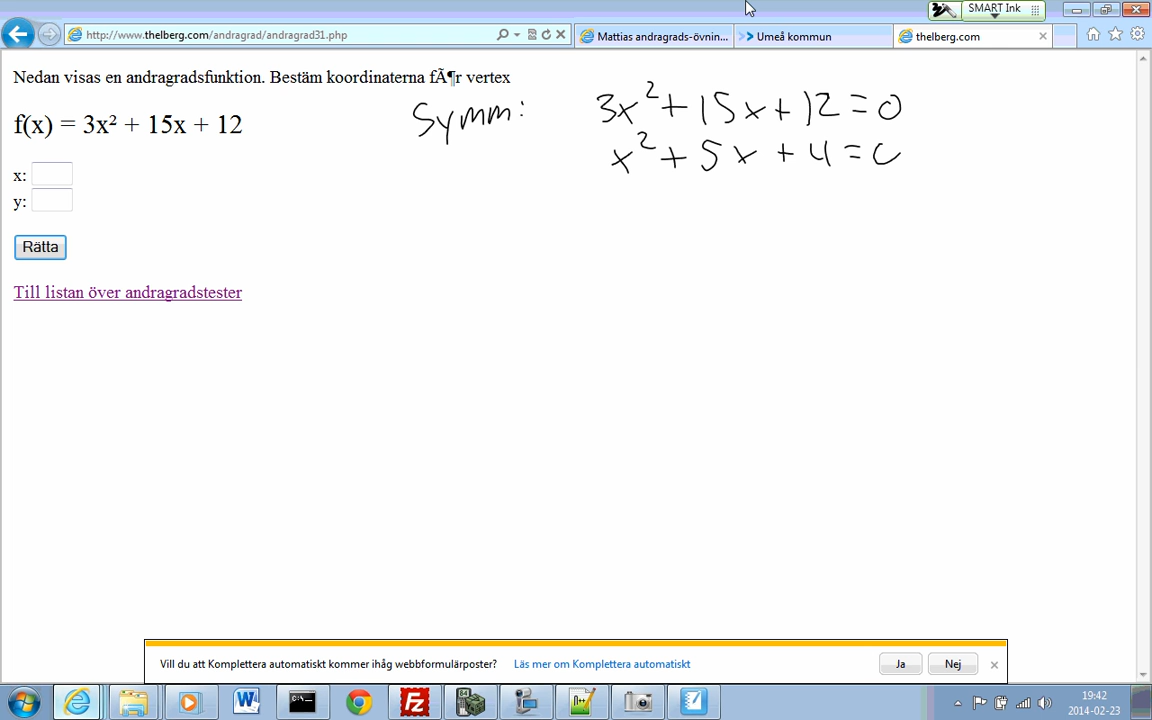 SMART Ink
http://www.thelberg.com/andragrad/andragrad31.php
Mattias andragrads-övnin...
Umeå kommun
thelberg.com
Nedan visas en andragradsfunktion. Bestäm koordinaterna fÃ¶r vertex
f(x) = 3x² + 15x + 12
Symm: 3x² + 15x + 12 = 0
x² + 5x + 4 = 0
x:
y:
Rätta
Till listan över andragradstester
Vill du att Komplettera automatiskt kommer ihåg webbformulärposter? Läs mer om Komplettera automatiskt Ja Nej
19:42
2014-02-23